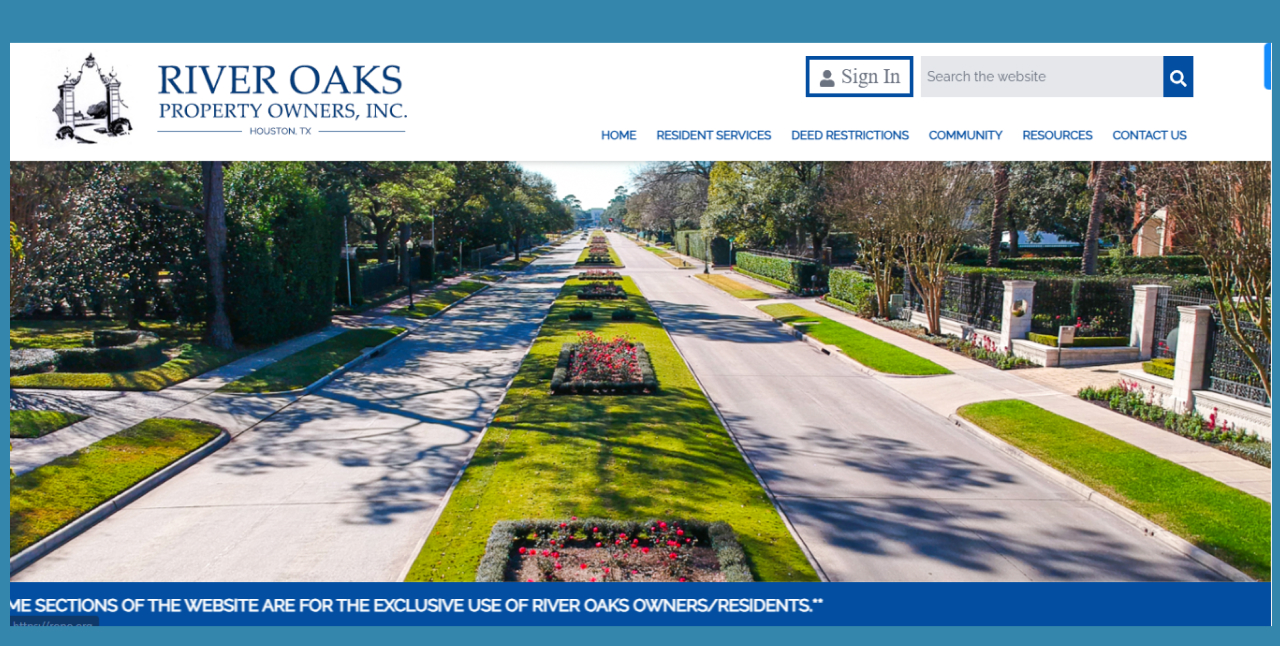 RIVER OAKS
PROPERTY OWNERS, INC.
HOUSTON, TX
Sign In
Search the website
HOME RESIDENT SERVICES DEED RESTRICTIONS COMMUNITY RESOURCES CONTACT US
ME SECTIONS OF THE WEBSITE ARE FOR THE EXCLUSIVE USE OF RIVER OAKS OWNERS/RESIDENTS.**